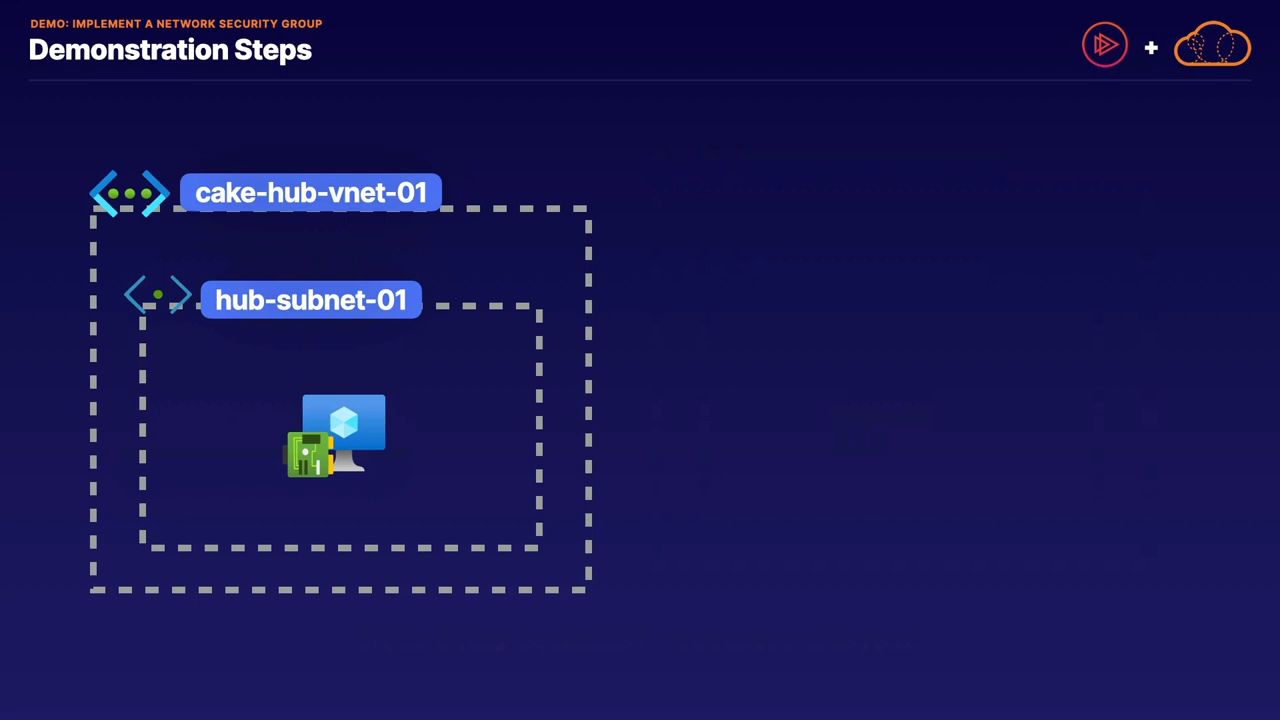 DEMO: IMPLEMENT A NETWORK SECURITY GROUP
Demonstration Steps
cake-hub-vnet-01
hub-subnet-01